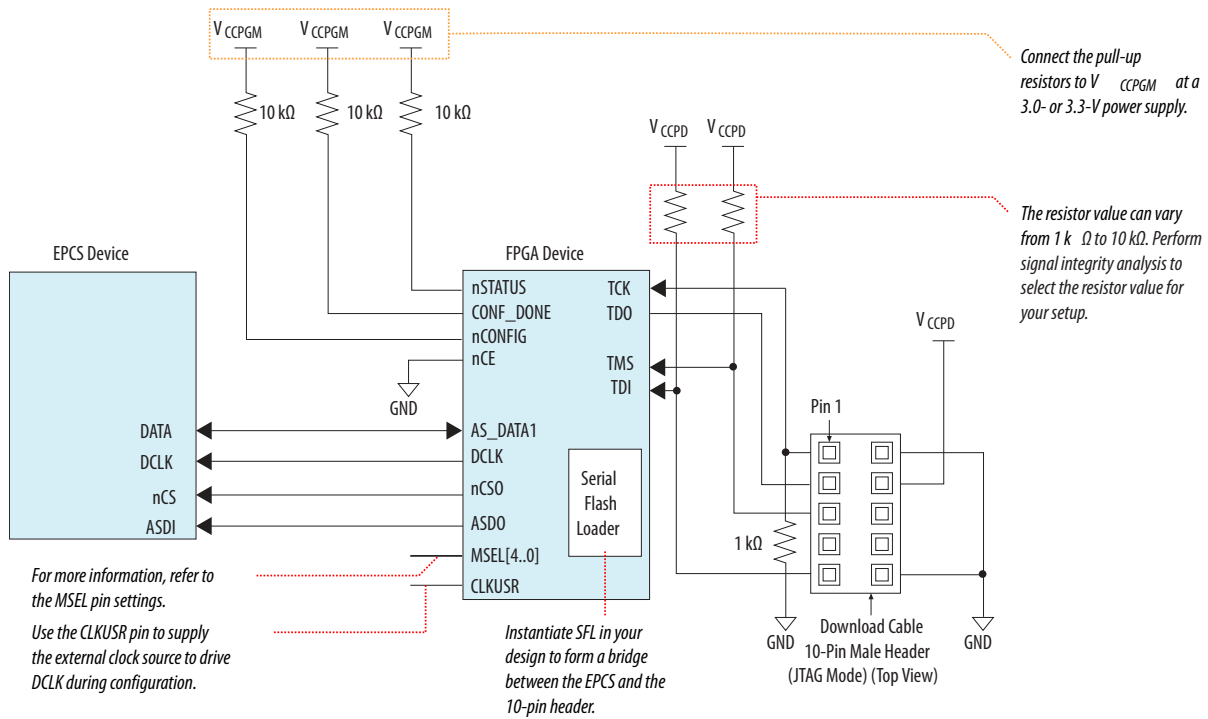 V CCPGM V CCPGM V CCPGM
Connect the pull-up
resistors to V CCPGM at a
3.0- or 3.3-V power supply.
10 kΩ 10 kΩ 10 kΩ
V CCPD V CCPD
The resistor value can vary
from 1 k Ω to 10 kΩ. Perform
signal integrity analysis to
select the resistor value for
your setup.
EPCS Device
FPGA Device
nSTATUS
CONF_DONE
nCONFIG
nCE
GND
TCK
TDO
TMS
TDI
V CCPD
Pin 1
DATA
DCLK
nCS
ASDI
AS_DATA1
DCLK
nCSO
ASDO
MSEL[4..0]
CLKUSR
Serial
Flash
Loader
1 kΩ
GND
GND
Download Cable
10-Pin Male Header
(JTAG Mode) (Top View)
For more information, refer to
the MSEL pin settings.
Use the CLKUSR pin to supply
the external clock source to drive
DCLK during configuration.
Instantiate SFL in your
design to form a bridge
between the EPCS and the
10-pin header.